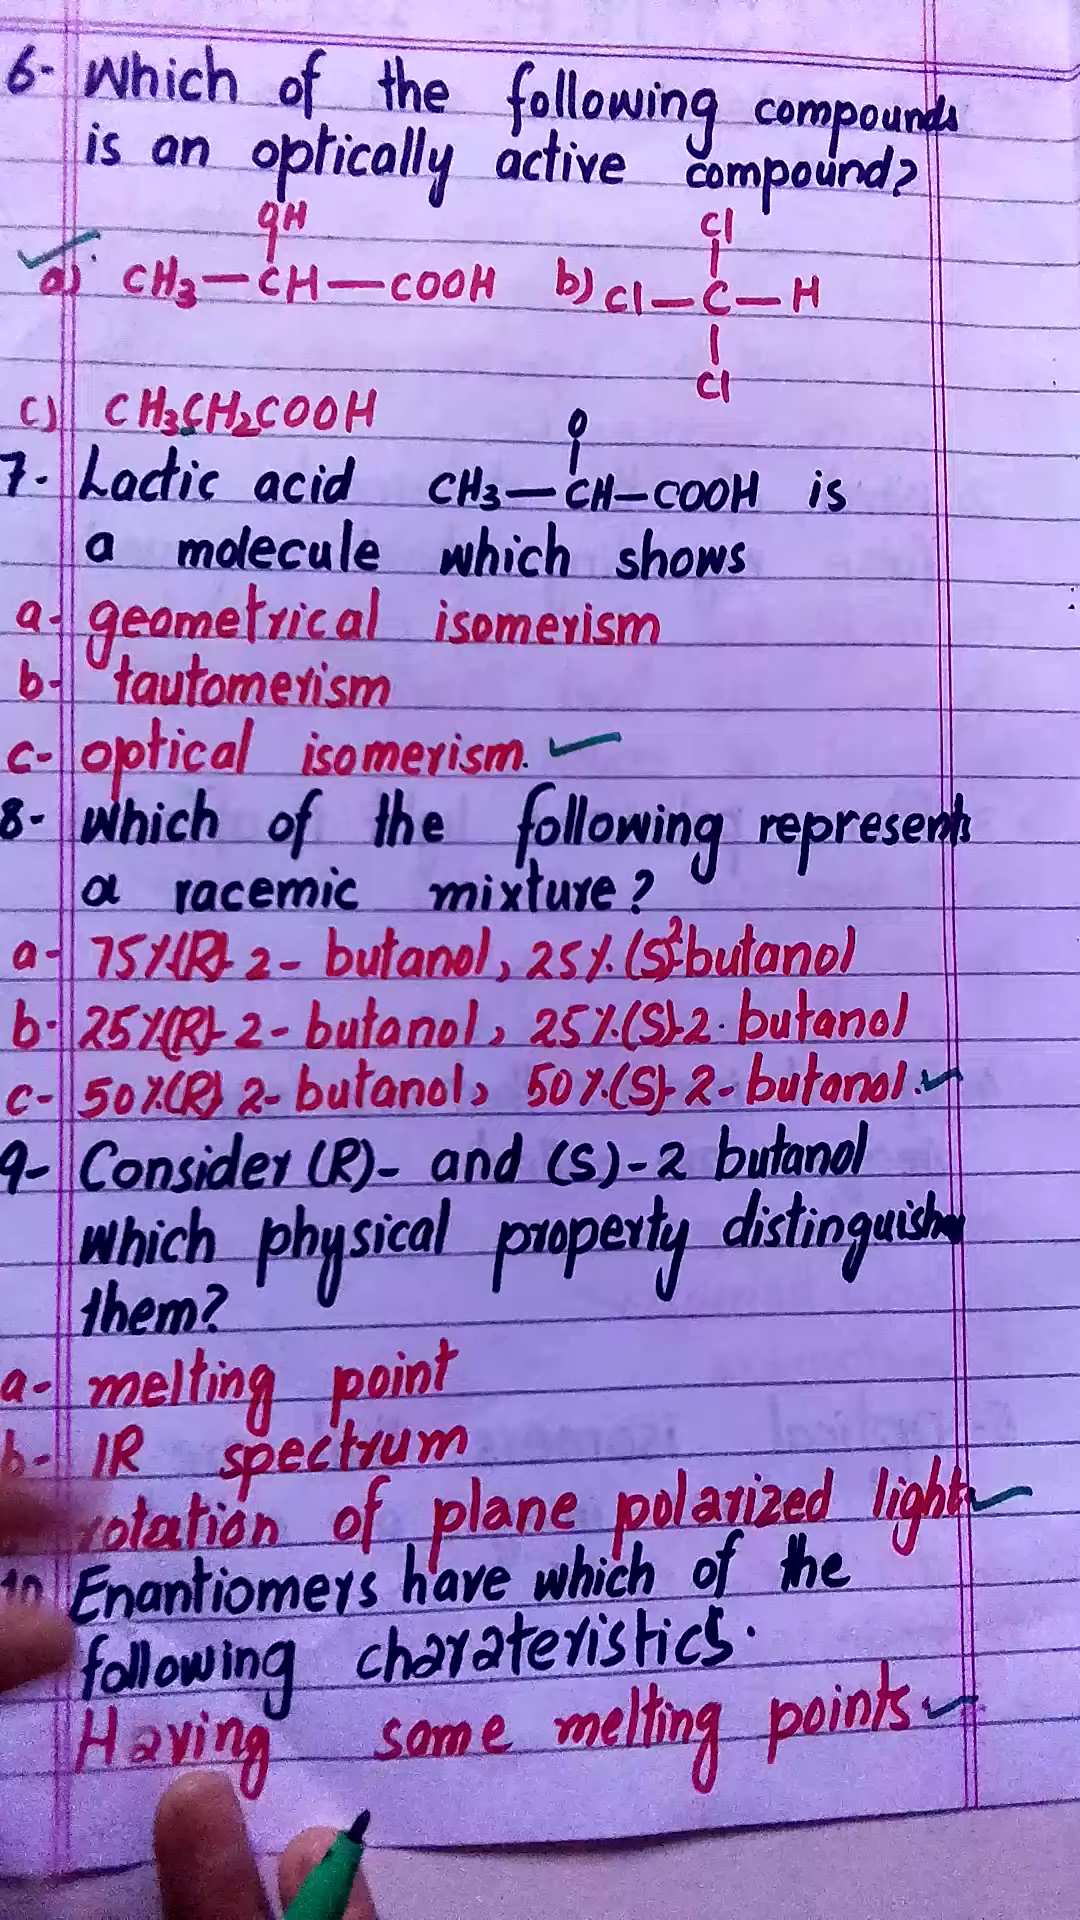 6- Which of the following compounds
is an optically active compound?
OH
a) CH3—CH—COOH b) Cl—C—H
Cl
Cl
c) CH3CH2COOH
O
7- Lactic acid CH3—CH—COOH is
a molecule which shows
a- geometrical isomerism
b- tautomerism
c- optical isomerism.
8- Which of the following represents
a racemic mixture?
a- 75%(R)-2-butanol, 25%.(S)-2butanol
b- 25%(R)-2-butanol, 25%.(S)-2-butanol
c- 50%(R)-2-butanol, 50%.(S)-2-butanol.
9- Consider (R)- and (S)-2 butanol
which physical property distinguishes
them?
a- melting point
b- IR spectrum
rotation of plane polarized light.
10 Enantiomers have which of the
following charateristics.
Having same melting points